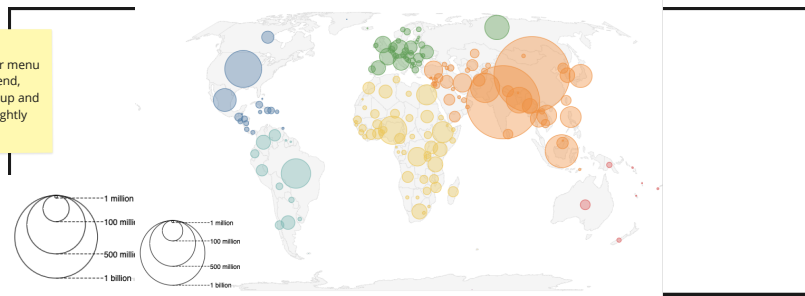 r menu
end,
up and
ghtly
1 million
100 milli
500 milli
1 billion
1 million
100 million
500 million
1 billion